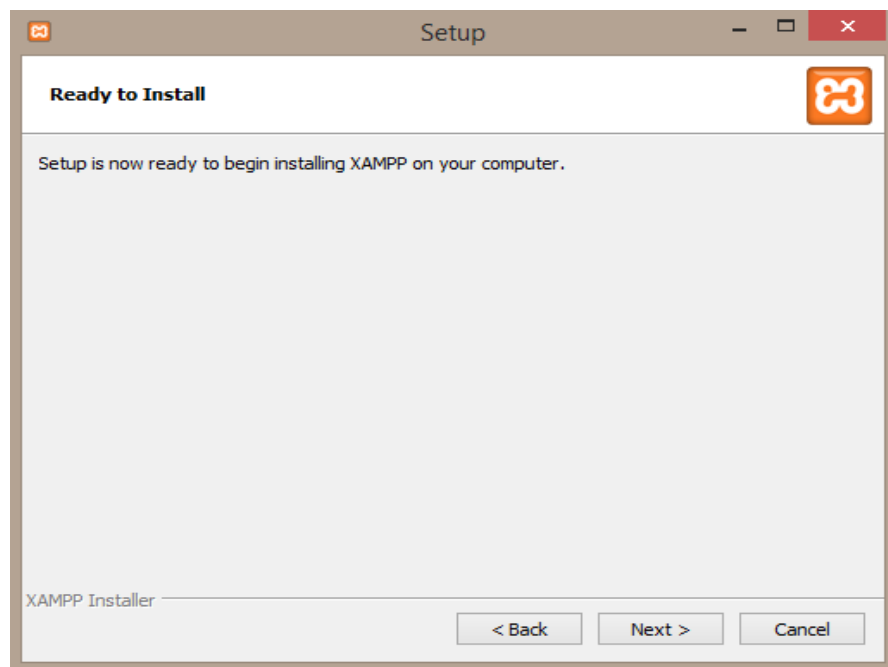 Setup
Ready to Install
Setup is now ready to begin installing XAMPP on your computer.
XAMPP Installer
< Back Next > Cancel